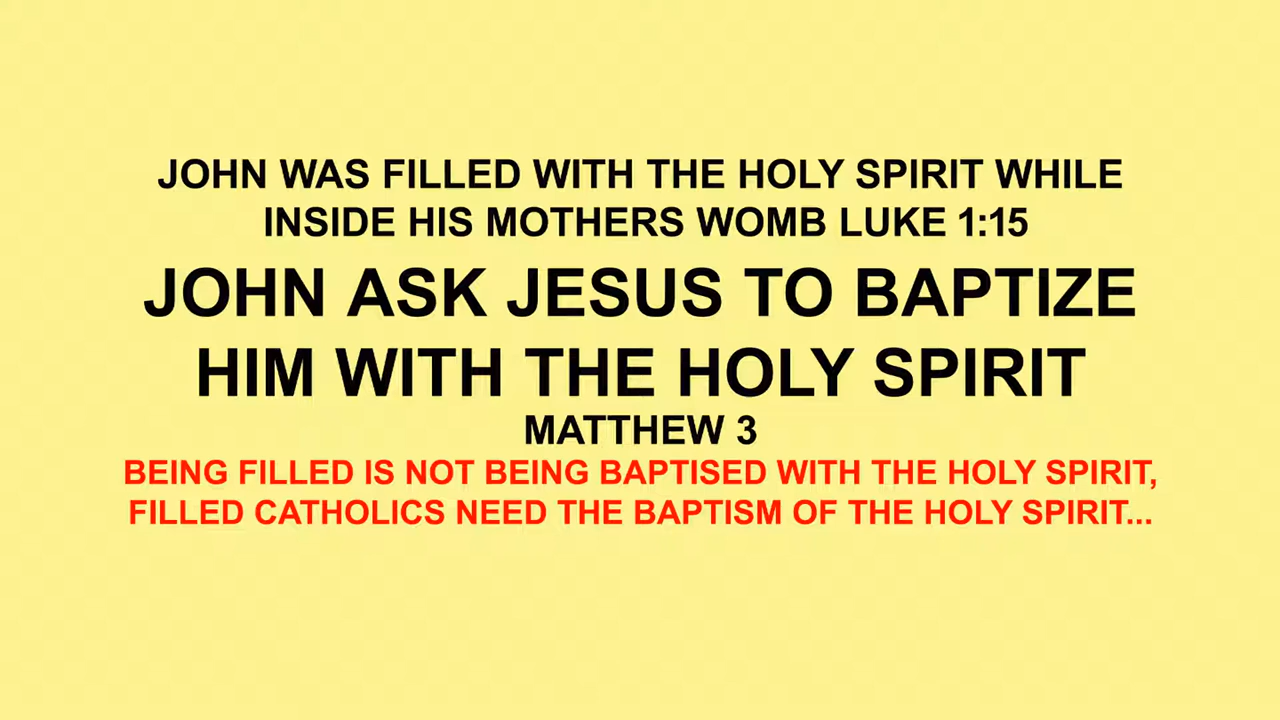 JOHN WAS FILLED WITH THE HOLY SPIRIT WHILE
INSIDE HIS MOTHERS WOMB LUKE 1:15
JOHN ASK JESUS TO BAPTIZE
HIM WITH THE HOLY SPIRIT
MATTHEW 3
BEING FILLED IS NOT BEING BAPTISED WITH THE HOLY SPIRIT,
FILLED CATHOLICS NEED THE BAPTISM OF THE HOLY SPIRIT...